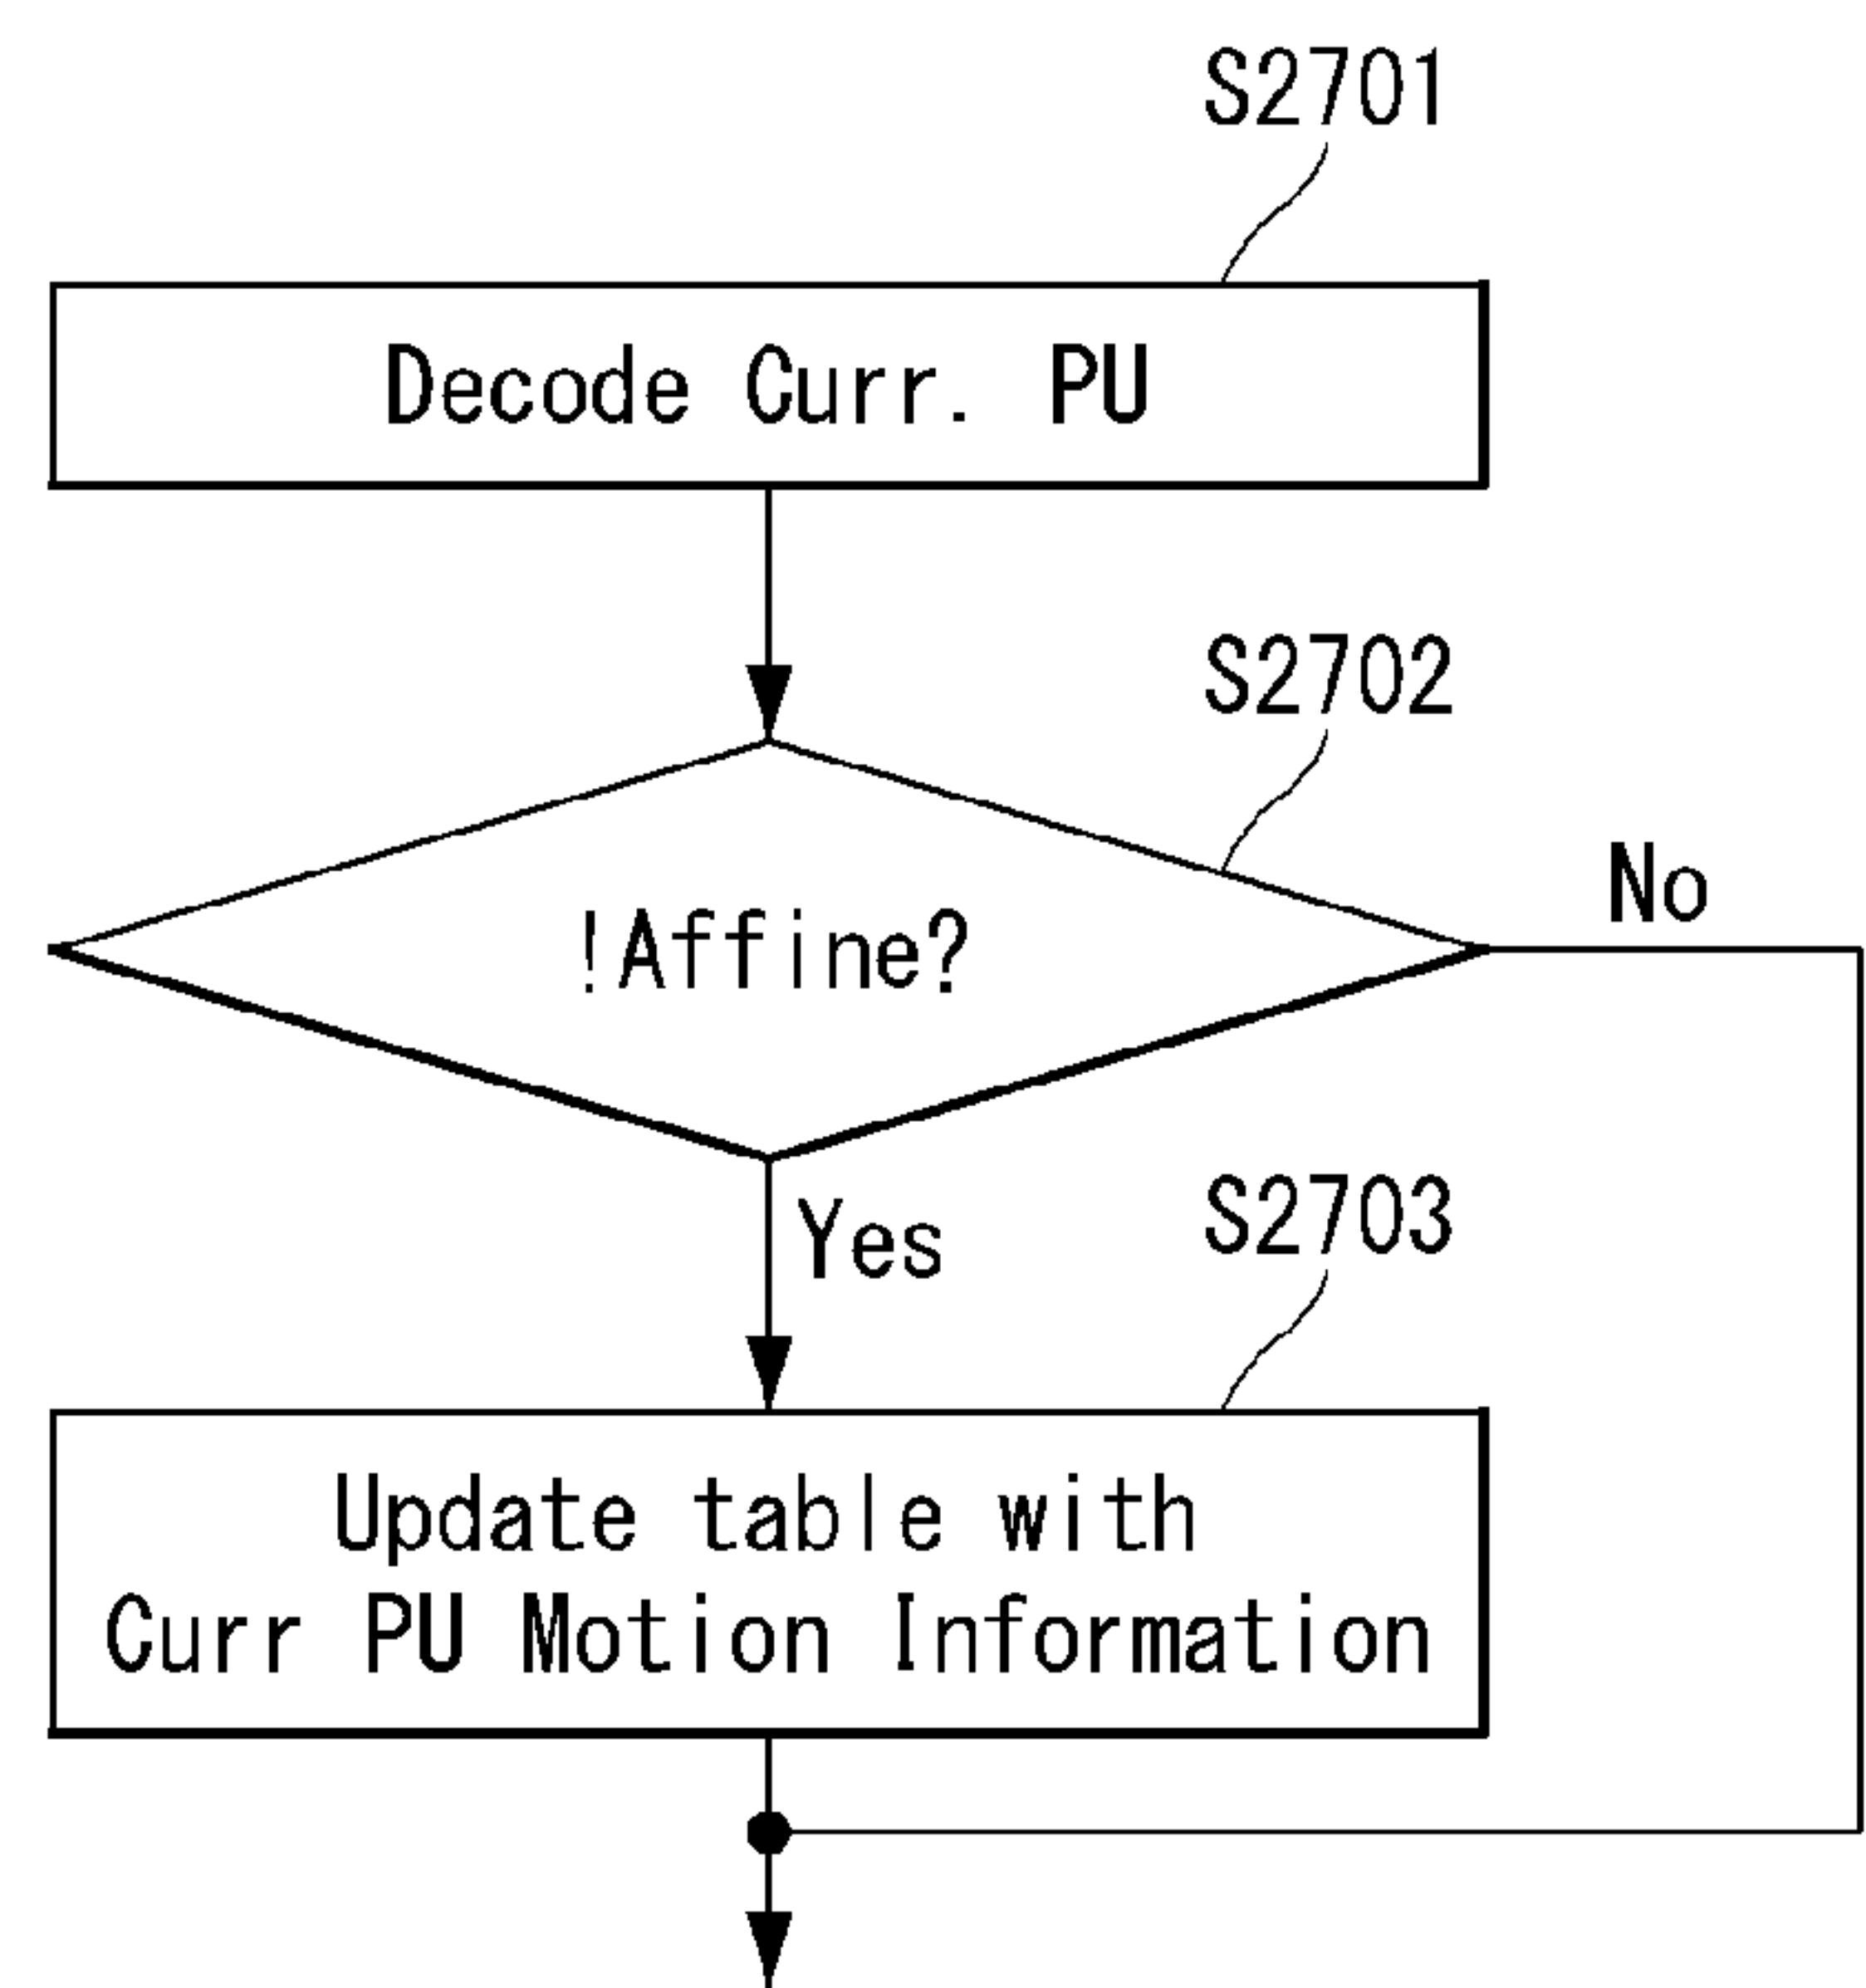 S2701
Decode Curr. PU
S2702
!Affine?
No
Yes
S2703
Update table with
Curr PU Motion Information